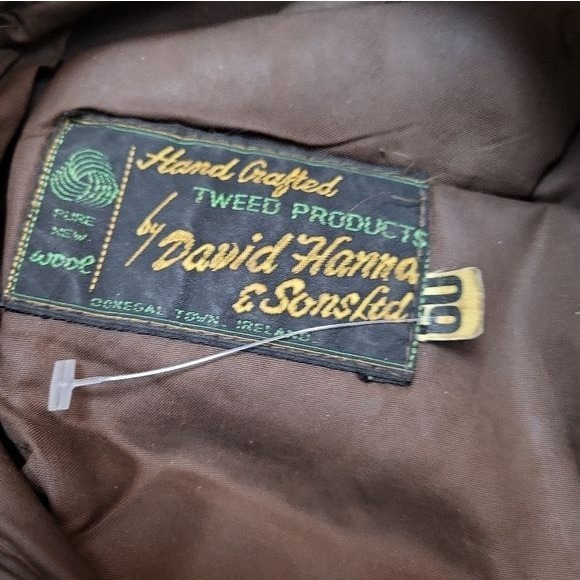 PURE
NEW
WOOL
Hand Crafted
TWEED PRODUCTS
by David Hanna
& Sons Ltd
DONEGAL TOWN, IRELAND